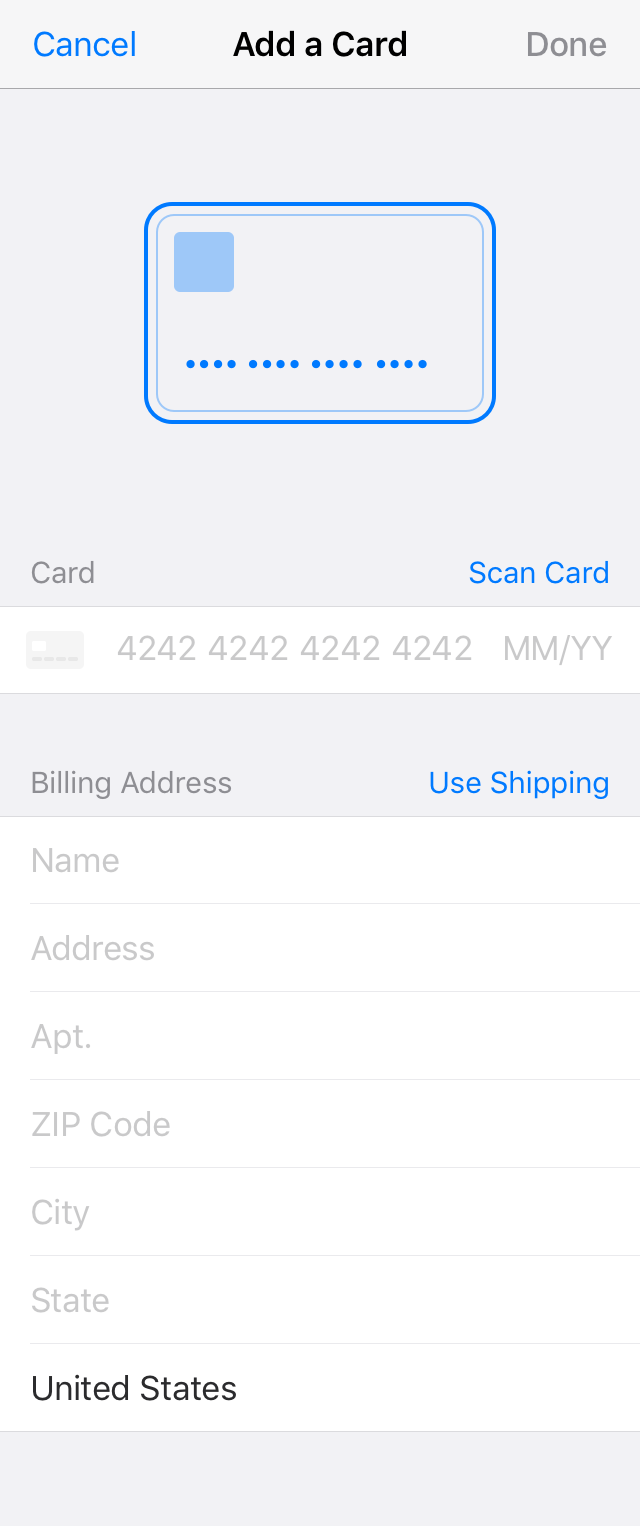 Cancel Add a Card Done
•••• •••• •••• ••••
Card Scan Card
4242 4242 4242 4242 MM/YY
Billing Address Use Shipping
Name
Address
Apt.
ZIP Code
City
State
United States